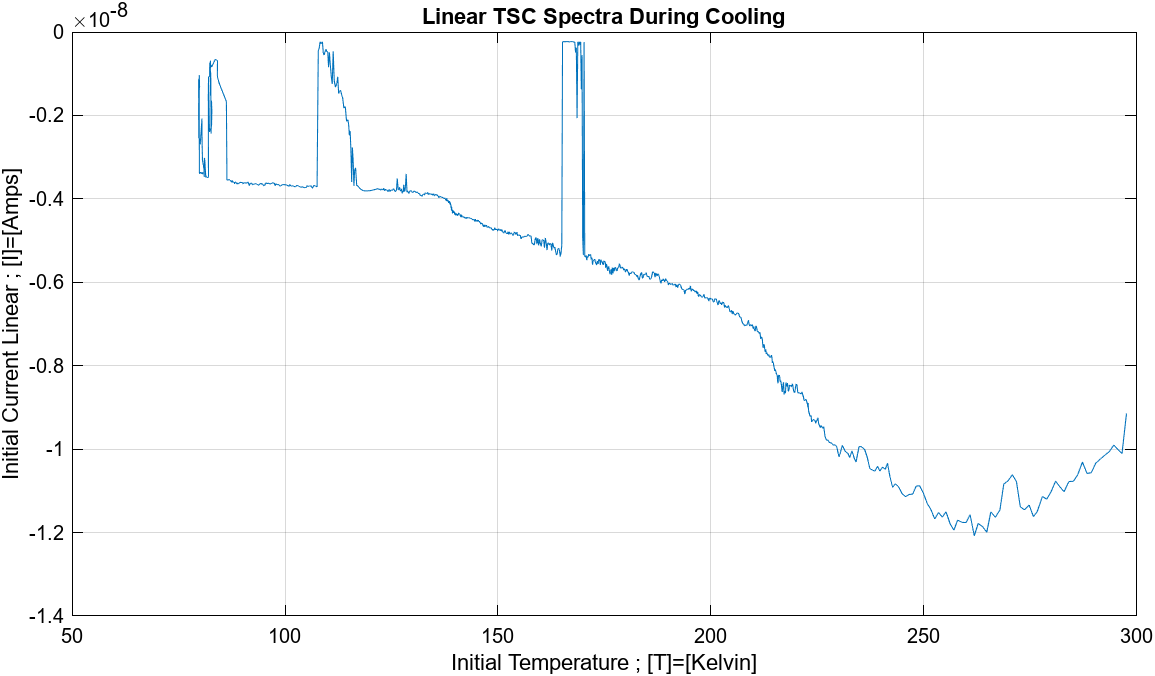 Linear TSC Spectra During Cooling
×10-8
0
-0.2
-0.4
-0.6
-0.8
-1
-1.2
-1.4
50 100 150 200 250 300
Initial Temperature ; [T]=[Kelvin]
Initial Current Linear ; [I]=[Amps]